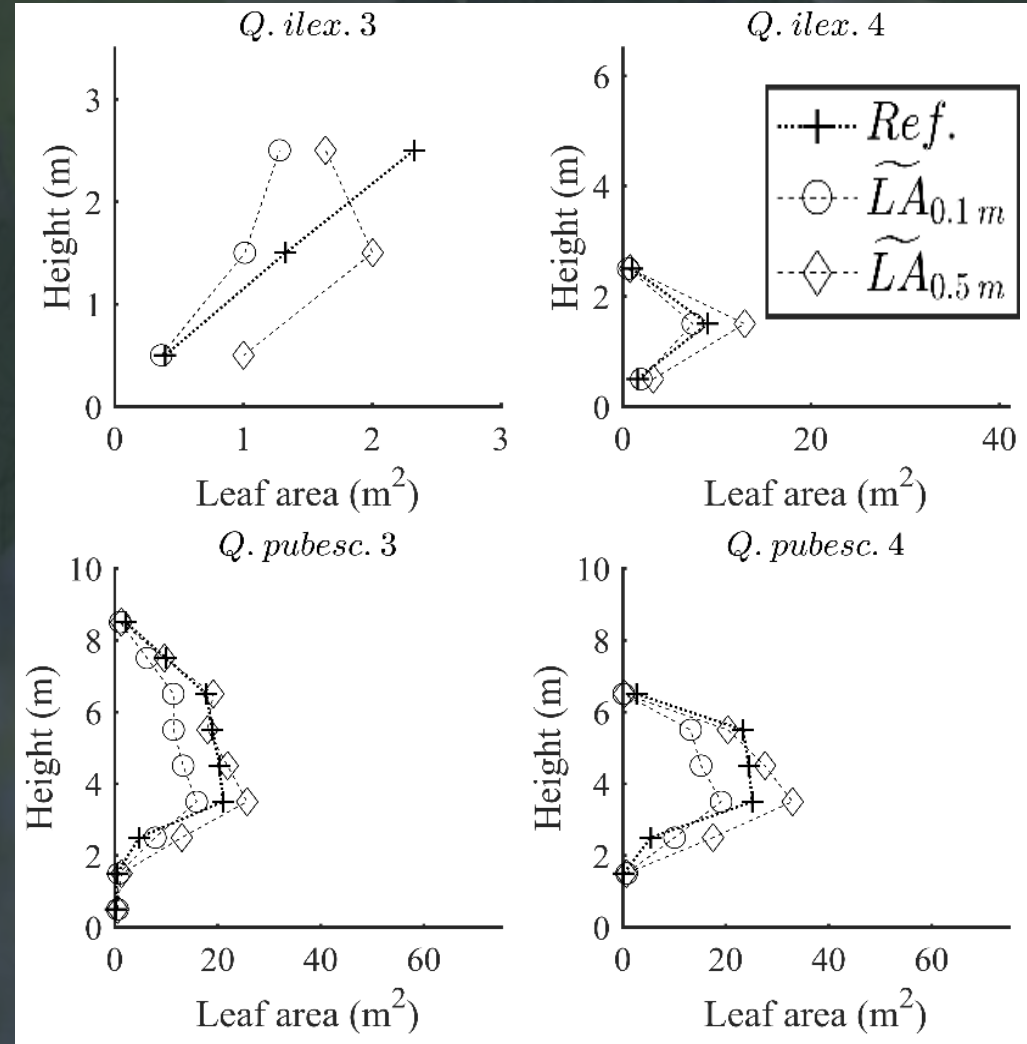 Q. ilex. 3
3
2
1
0
Height (m)
0 1 2 3
Leaf area (m²)
Q. ilex. 4
6
4
2
0
Height (m)
0 20 40
Leaf area (m²)
Ref.
L͠A₀.₁ ₘ
L͠A₀.₅ ₘ
Q. pubesc. 3
10
8
6
4
2
0
Height (m)
0 20 40 60
Leaf area (m²)
Q. pubesc. 4
10
8
6
4
2
0
Height (m)
0 20 40 60
Leaf area (m²)